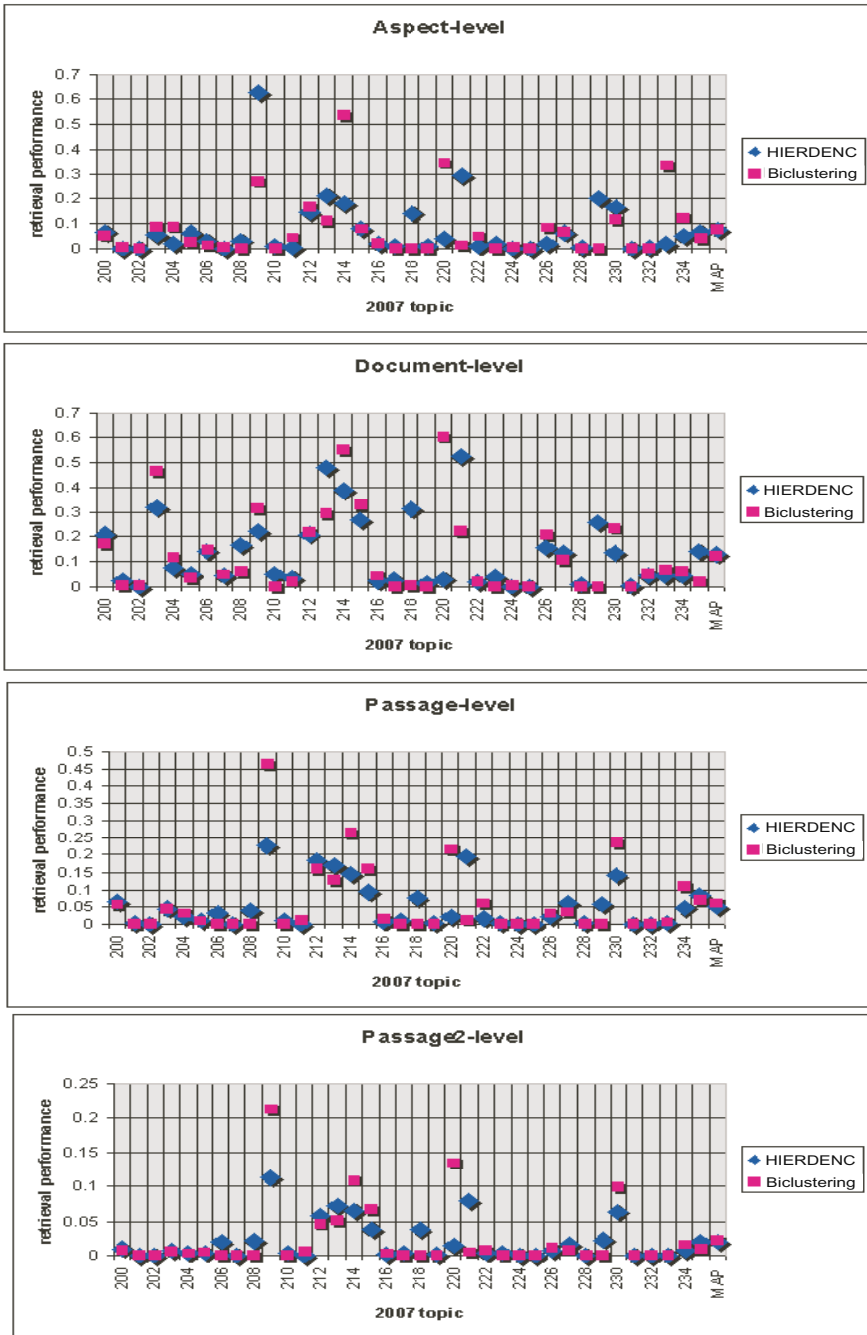 Aspect-level
retrieval performance
0.7
0.6
0.5
0.4
0.3
0.2
0.1
0
200 202 204 206 208 210 212 214 216 218 220 222 224 226 228 230 232 234 MAP
2007 topic
HIERDENC
Biclustering
Document-level
retrieval performance
0.7
0.6
0.5
0.4
0.3
0.2
0.1
0
200 202 204 206 208 210 212 214 216 218 220 222 224 226 228 230 232 234 MAP
2007 topic
HIERDENC
Biclustering
Passage-level
retrieval performance
0.5
0.45
0.4
0.35
0.3
0.25
0.2
0.15
0.1
0.05
0
200 202 204 206 208 210 212 214 216 218 220 222 224 226 228 230 232 234 MAP
2007 topic
HIERDENC
Biclustering
Passage2-level
retrieval performance
0.25
0.2
0.15
0.1
0.05
0
200 202 204 206 208 210 212 214 216 218 220 222 224 226 228 230 232 234 MAP
2007 topic
HIERDENC
Biclustering